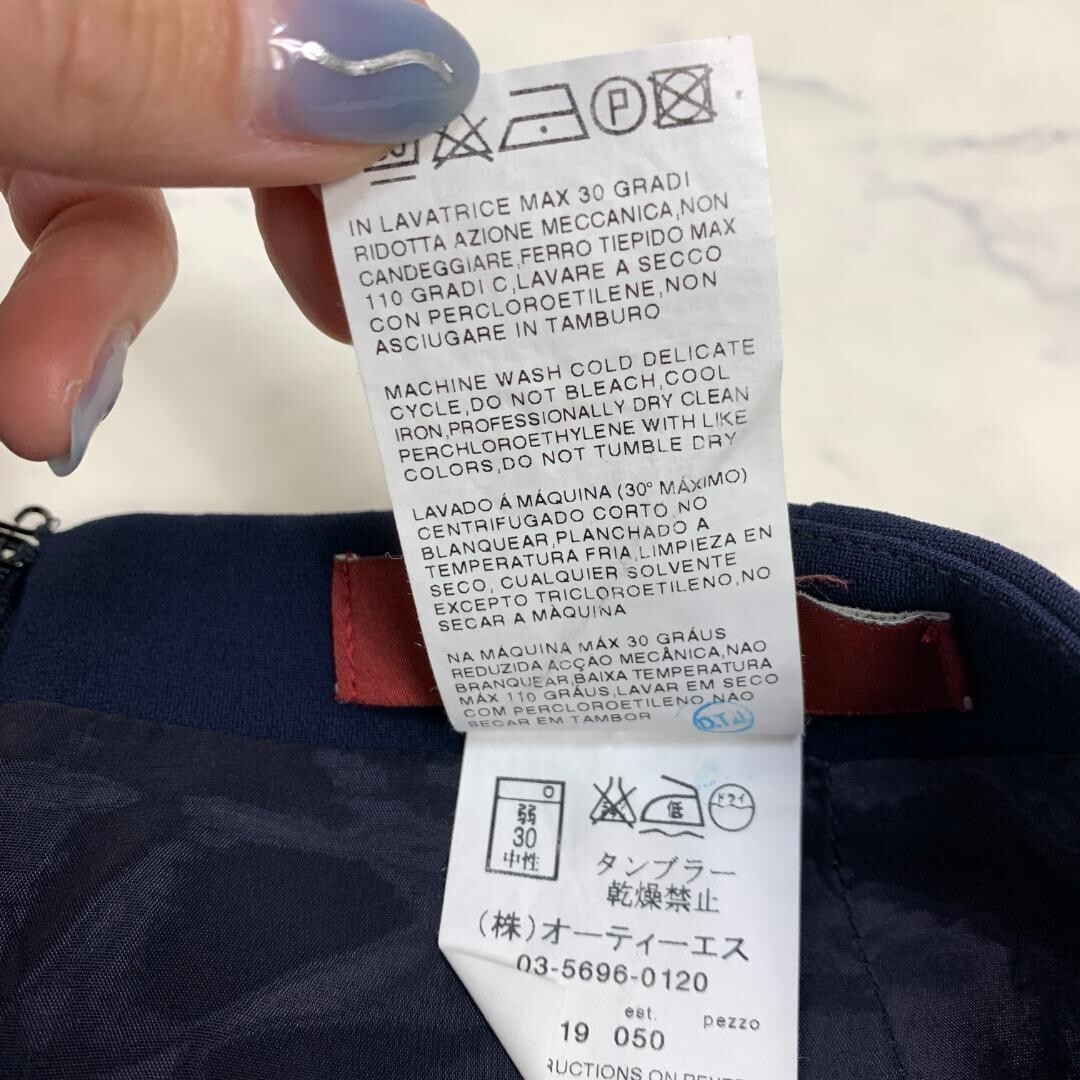 P
IN LAVATRICE MAX 30 GRADI
RIDOTTA AZIONE MECCANICA,NON
CANDEGGIARE,FERRO TIEPIDO MAX
110 GRADI C,LAVARE A SECCO
CON PERCLOROETILENE,NON
ASCIUGARE IN TAMBURO
MACHINE WASH COLD DELICATE
CYCLE,DO NOT BLEACH,COOL
IRON,PROFESSIONALLY DRY CLEAN
PERCHLOROETHYLENE WITH LIKE
COLORS,DO NOT TUMBLE DRY
LAVADO Á MÁQUINA (30° MÁXIMO)
CENTRIFUGADO CORTO,NO
BLANQUEAR,PLANCHADO A
TEMPERATURA FRIA,LIMPIEZA EN
SECO, CUALQUIER SOLVENTE
EXCEPTO TRICLOROETILENO,NO
SECAR A MÀQUINA
NA MÁQUINA MÁX 30 GRÁUS
REDUZIDA ACÇÃO MECÂNICA,NAO
BRANQUEAR,BAIXA TEMPERATURA
MÁX 110 GRÁUS,LAVAR EM SECO
COM PERCLOROETILENO,NAO
SECAR EM TAMBOR
D.T.J
弱
30
中性
低
ドライ
タンブラー
乾燥禁止
(株)オーティーエス
03-5696-0120
est. pezzo
19 050